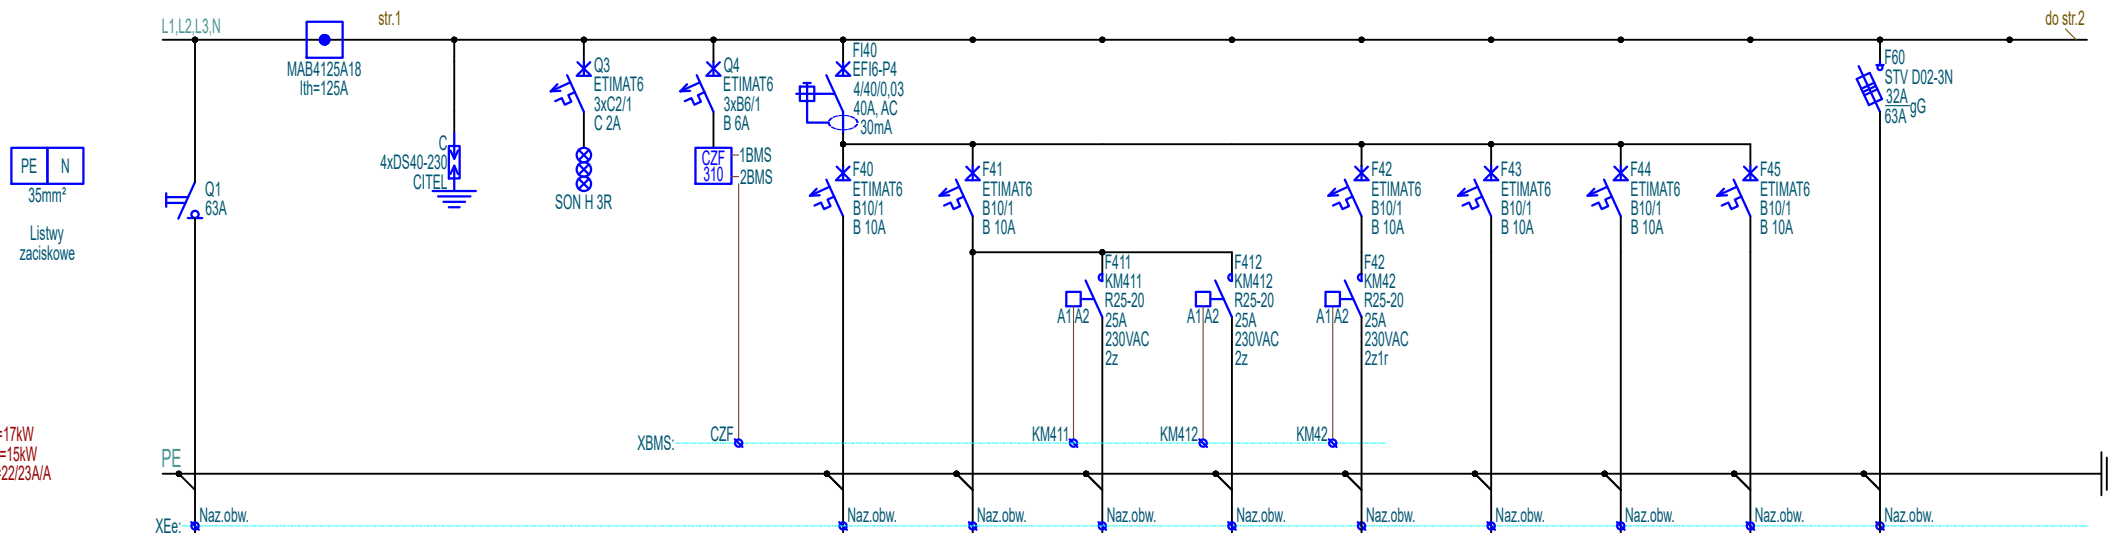 L1,L2,L3,N
str.1
do str.2
MAB4125A18
Ith=125A
Q3
ETIMAT6
3xC2/1
C 2A
SON H 3R
Q4
ETIMAT6
3xB6/1
B 6A
CZF
310
1BMS
2BMS
FI40
EFI6-P4
4/40/0,03
40A, AC
30mA
F60
STV D02-3N
32A
63A
gG
C
4xDS40-230
CITEL
PE
N
35mm²
Listwy
zaciskowe
Q1
63A
F40
ETIMAT6
B10/1
B 10A
F41
ETIMAT6
B10/1
B 10A
F42
ETIMAT6
B10/1
B 10A
F43
ETIMAT6
B10/1
B 10A
F44
ETIMAT6
B10/1
B 10A
F45
ETIMAT6
B10/1
B 10A
F411
KM411
R25-20
25A
230VAC
2z
A1 A2
F412
KM412
R25-20
25A
230VAC
2z
A1 A2
F42
KM42
R25-20
25A
230VAC
2z1r
A1 A2
XBMS:
CZF
KM411
KM412
KM42
=17kW
=15kW
=22/23A/A
PE
XEe:
Naz.obw.
Naz.obw.
Naz.obw.
Naz.obw.
Naz.obw.
Naz.obw.
Naz.obw.
Naz.obw.
Naz.obw.
Naz.obw.